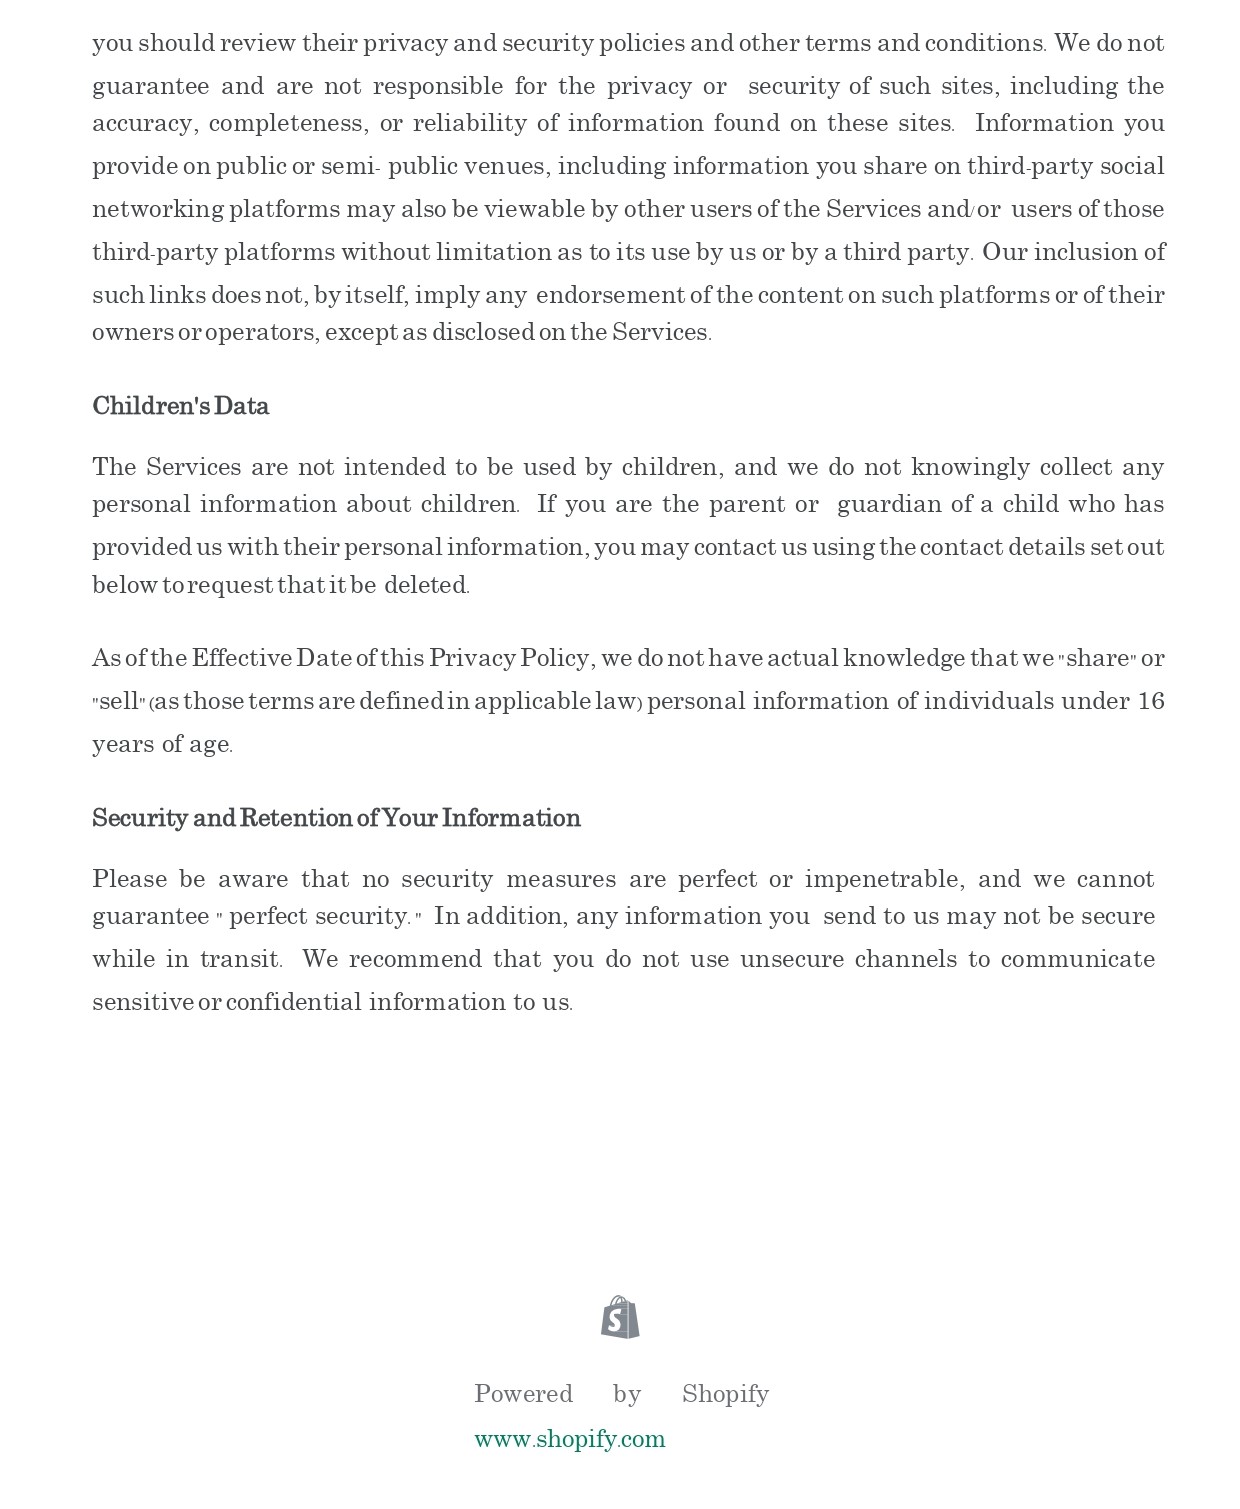 you should review their privacy and security policies and other terms and conditions. We do not
guarantee and are not responsible for the privacy or security of such sites, including the
accuracy, completeness, or reliability of information found on these sites. Information you
provide on public or semi- public venues, including information you share on third-party social
networking platforms may also be viewable by other users of the Services and/or users of those
third-party platforms without limitation as to its use by us or by a third party. Our inclusion of
such links does not, by itself, imply any endorsement of the content on such platforms or of their
owners or operators, except as disclosed on the Services.
Children's Data
The Services are not intended to be used by children, and we do not knowingly collect any
personal information about children. If you are the parent or guardian of a child who has
provided us with their personal information, you may contact us using the contact details set out
below to request that it be deleted.
As of the Effective Date of this Privacy Policy, we do not have actual knowledge that we "share" or
"sell" (as those terms are defined in applicable law) personal information of individuals under 16
years of age.
Security and Retention of Your Information
Please be aware that no security measures are perfect or impenetrable, and we cannot
guarantee " perfect security. " In addition, any information you send to us may not be secure
while in transit. We recommend that you do not use unsecure channels to communicate
sensitive or confidential information to us.
S
Powered by Shopify
www.shopify.com